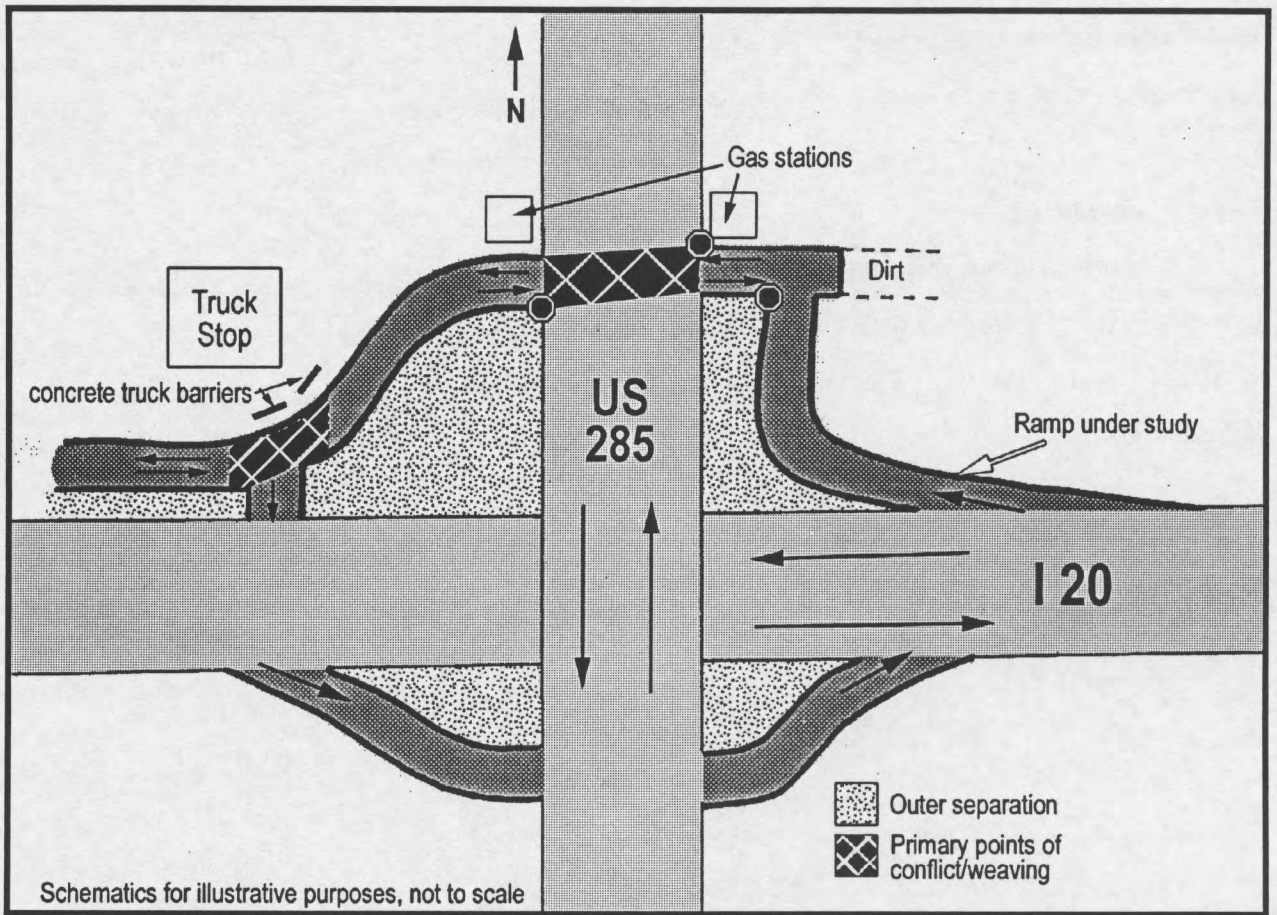 N
Gas stations
Dirt
Truck
Stop
concrete truck barriers
US
285
Ramp under study
I 20
Outer separation
Primary points of
conflict/weaving
Schematics for illustrative purposes, not to scale